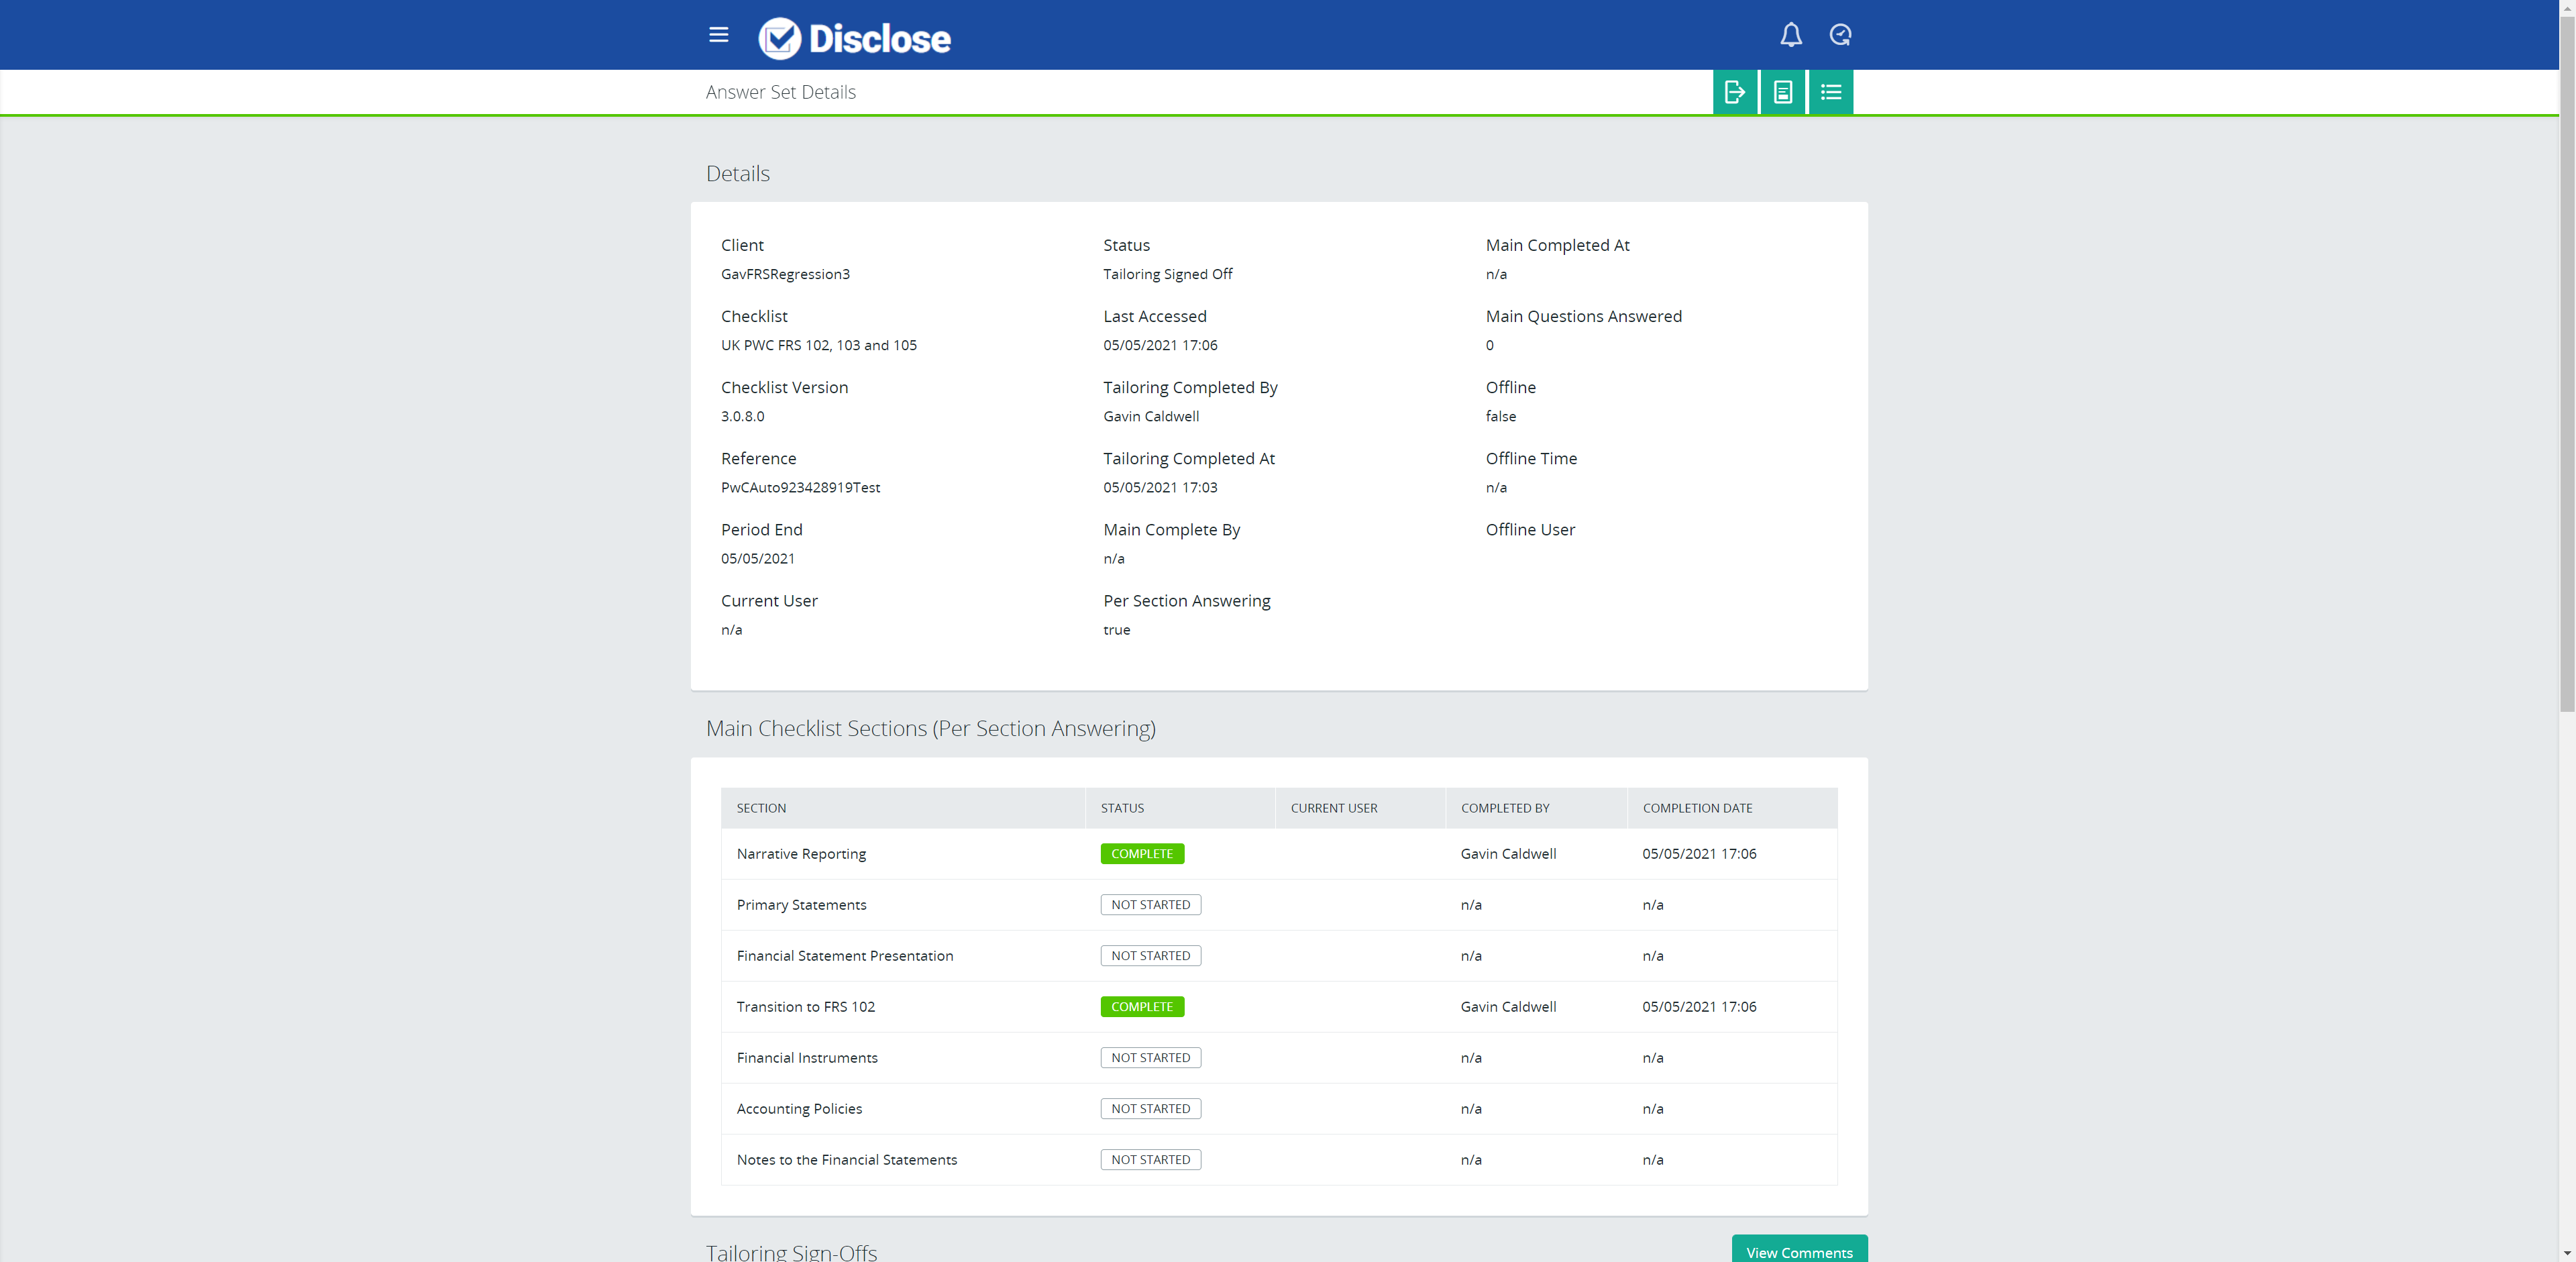 Disclose
Answer Set Details
Details
Client
GavFRSRegression3
Checklist
UK PWC FRS 102, 103 and 105
Checklist Version
3.0.8.0
Reference
PwCAuto923428919Test
Period End
05/05/2021
Current User
n/a
Status
Tailoring Signed Off
Last Accessed
05/05/2021 17:06
Tailoring Completed By
Gavin Caldwell
Tailoring Completed At
05/05/2021 17:03
Main Complete By
n/a
Per Section Answering
true
Main Completed At
n/a
Main Questions Answered
0
Offline
false
Offline Time
n/a
Offline User
Main Checklist Sections (Per Section Answering)
SECTION STATUS CURRENT USER COMPLETED BY COMPLETION DATE
Narrative Reporting COMPLETE Gavin Caldwell 05/05/2021 17:06
Primary Statements NOT STARTED n/a n/a
Financial Statement Presentation NOT STARTED n/a n/a
Transition to FRS 102 COMPLETE Gavin Caldwell 05/05/2021 17:06
Financial Instruments NOT STARTED n/a n/a
Accounting Policies NOT STARTED n/a n/a
Notes to the Financial Statements NOT STARTED n/a n/a
Tailoring Sign-Offs View Comments